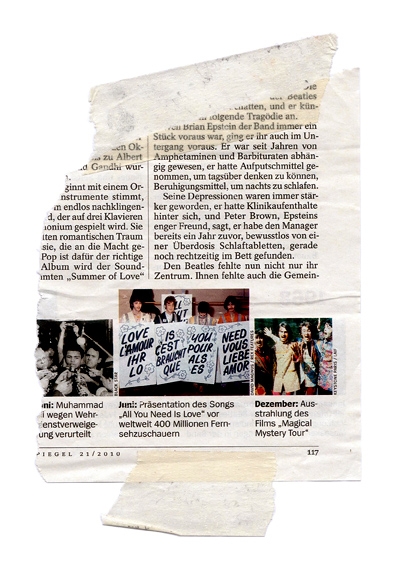 der Beatles
hatten, und er kün-
folgende Tragödie an.
Brian Epstein der Band immer ein
Stück voraus war, ging er ihr auch im Un-
tergang voraus. Er war seit Jahren von
Amphetaminen und Barbituraten abhän-
gig gewesen, er hatte Aufputschmittel ge-
nommen, um tagsüber denken zu können,
Beruhigungsmittel, um nachts zu schlafen.
Seine Depressionen waren immer stär-
ker geworden, er hatte Klinikaufenthalte
hinter sich, und Peter Brown, Epsteins
enger Freund, sagt, er habe den Manager
bereits ein Jahr zuvor, bewusstlos von ei-
ner Überdosis Schlaftabletten, gerade
noch rechtzeitig im Bett gefunden.
Den Beatles fehlte nun nicht nur ihr
Zentrum. Ihnen fehlte auch die Gemein-
en Ok-
s zu Albert
und Gandhi wur-
ginnt mit einem Or-
nstrumente stimmt,
n endlos nachklingen-
d, der auf drei Klavieren
onium gespielt wird. Sie
ten romantischen Traum
sie, die an die Macht ge-
Pop ist dafür der richtige
Album wird der Sound-
mten „Summer of Love“
LOVE
L'AMOUR
IHR
LO
IS
C'EST
BRAUCHT
QUE
YOU
POUR
ALS
ES
NEED
VOUS
LIEBE
AMOR
ni: Muhammad
i wegen Wehr-
enstverweige-
ung verurteilt
Juni: Präsentation des Songs
„All You Need Is Love“ vor
weltweit 400 Millionen Fern-
sehzuschauern
Dezember: Aus-
strahlung des
Films „Magical
Mystery Tour“
PIEGEL 21/2010
117